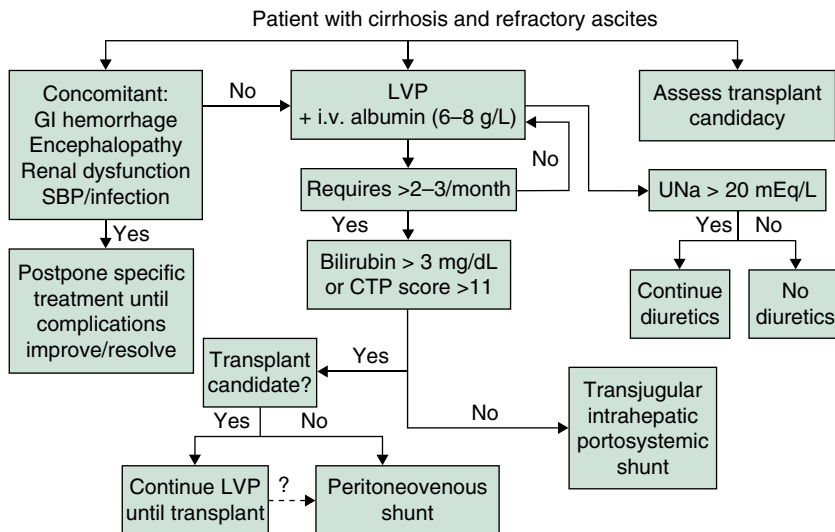 Patient with cirrhosis and refractory ascites
Concomitant:
GI hemorrhage
Encephalopathy
Renal dysfunction
SBP/infection
No
LVP
+ i.v. albumin (6–8 g/L)
Assess transplant
candidacy
No
Requires >2–3/month
UNa > 20 mEq/L
Yes
Yes
Yes
No
Postpone specific
treatment until
complications
improve/resolve
Bilirubin > 3 mg/dL
or CTP score >11
Continue
diuretics
No
diuretics
Transplant
candidate?
Yes
No
Transjugular
intrahepatic
portosystemic
shunt
Yes
No
Continue LVP
until transplant
?
Peritoneovenous
shunt